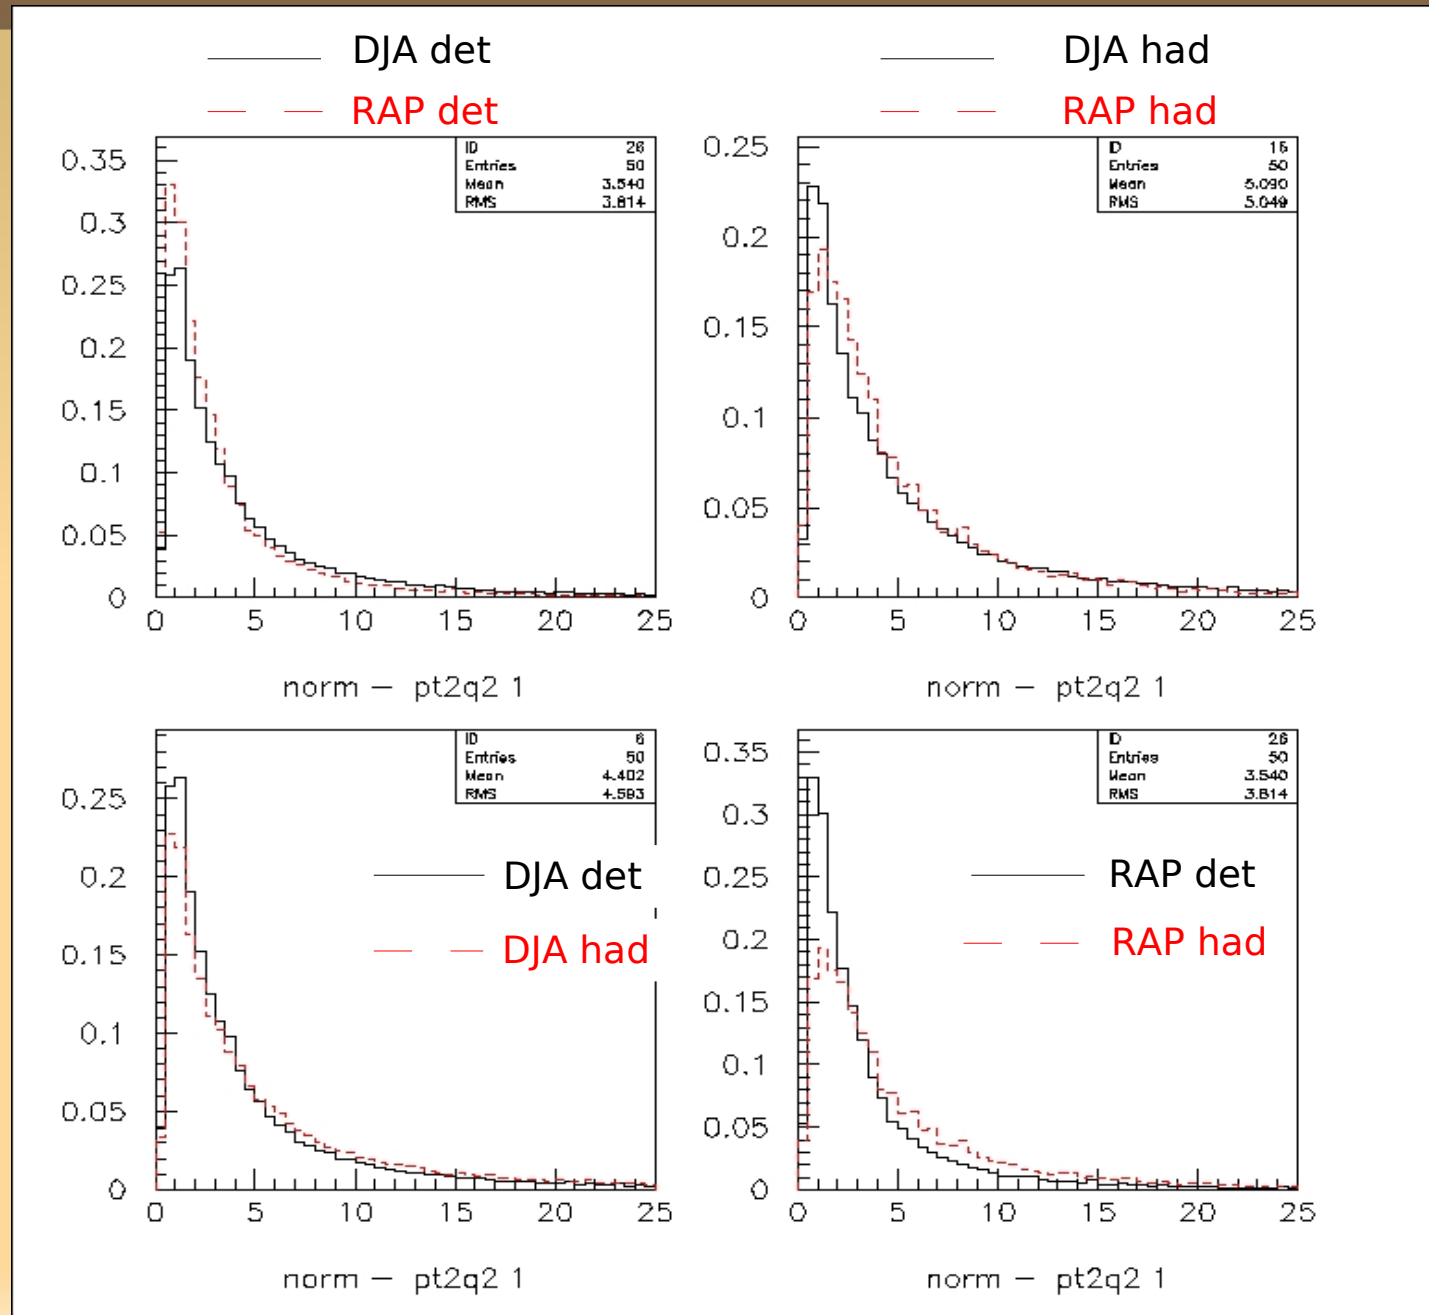 DJA det
RAP det
DJA had
RAP had
ID 26
Entries 50
Mean 3.540
RMS 3.814
0.35
0.3
0.25
0.2
0.15
0.1
0.05
0
0 5 10 15 20 25
norm - pt2q2 1
ID 16
Entries 50
Mean 5.090
RMS 5.049
0.25
0.2
0.15
0.1
0.05
0
0 5 10 15 20 25
norm - pt2q2 1
ID 6
Entries 50
Mean 4.402
RMS 4.593
DJA det
DJA had
0.25
0.2
0.15
0.1
0.05
0
0 5 10 15 20 25
norm - pt2q2 1
ID 26
Entries 50
Mean 3.540
RMS 3.814
RAP det
RAP had
0.35
0.3
0.25
0.2
0.15
0.1
0.05
0
0 5 10 15 20 25
norm - pt2q2 1